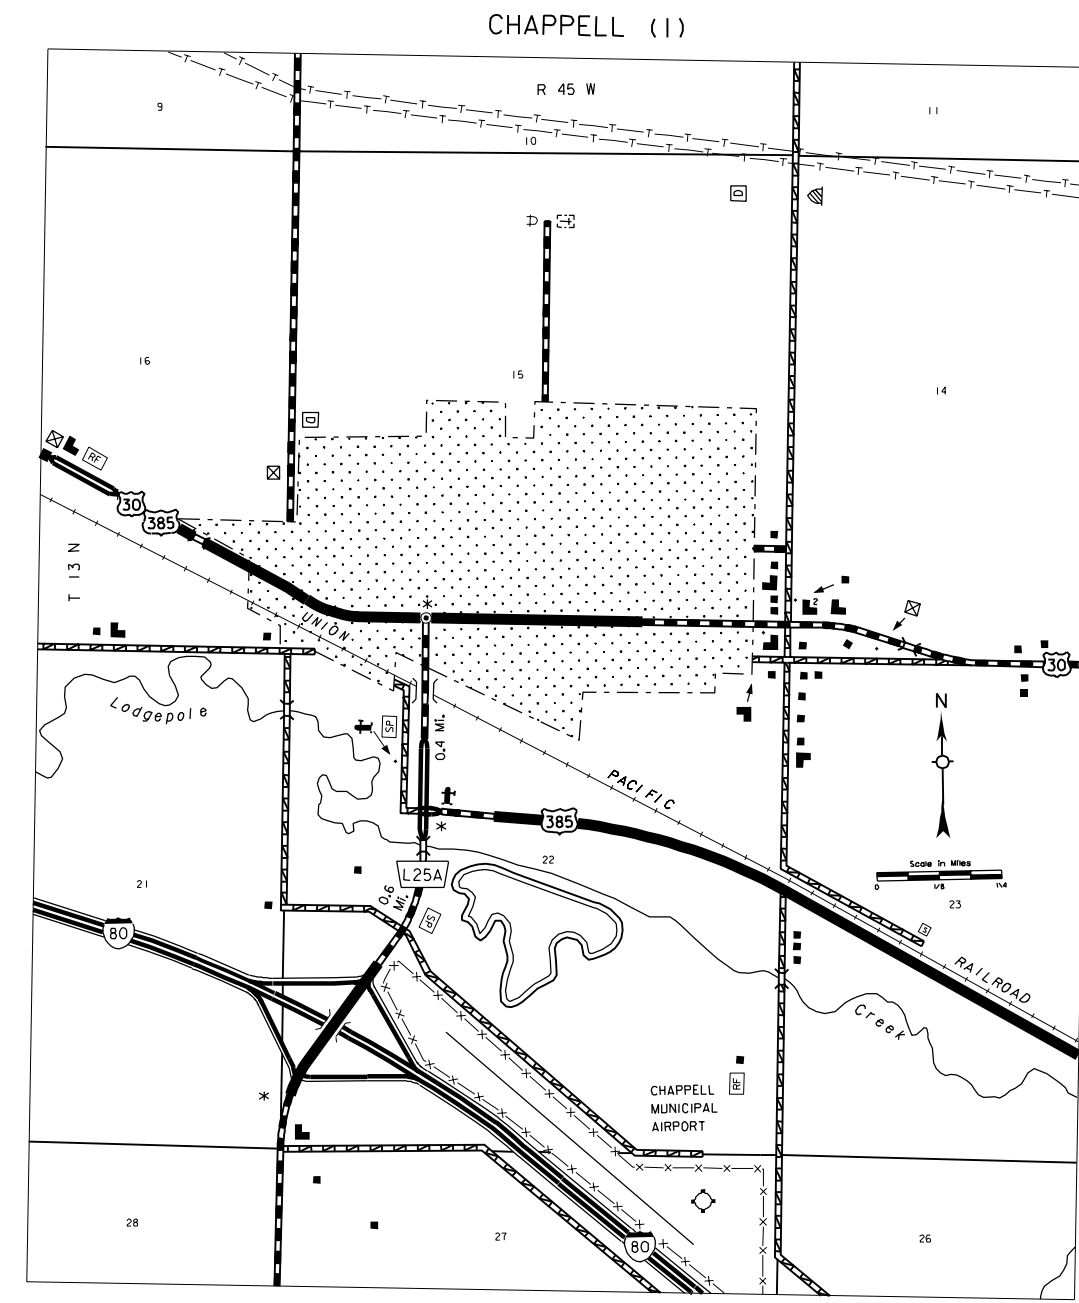 CHAPPELL (1)
R 45 W
9
11
10
D
D
16
15
14
D
RF
30
385
T 13 N
UNION
2
30
Lodgepole
SP
0.4 Mi.
N
PACIFIC
385
Scale in Miles
0 1/8 1/4
22
L25A
21
0.6
Mi.
23
SP
80
RAILROAD
Creek
RF
CHAPPELL
MUNICIPAL
AIRPORT
28
27
26
80